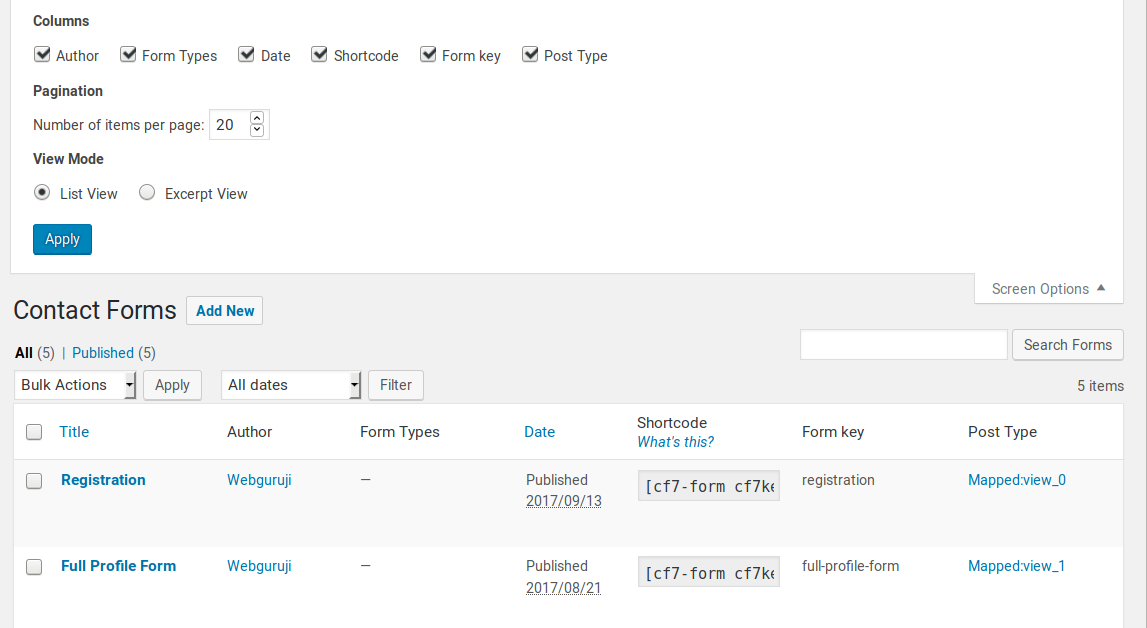 Columns
Author Form Types Date Shortcode Form key Post Type
Pagination
Number of items per page: 20
View Mode
List View Excerpt View
Apply
Screen Options
Contact Forms Add New
All (5) | Published (5)
Search Forms
Bulk Actions Apply All dates Filter
5 items
Title Author Form Types Date Shortcode What's this? Form key Post Type
Registration Webguruji — Published [cf7-form cf7ke registration Mapped:view_0
2017/09/13
Full Profile Form Webguruji — Published [cf7-form cf7ke full-profile-form Mapped:view_1
2017/08/21